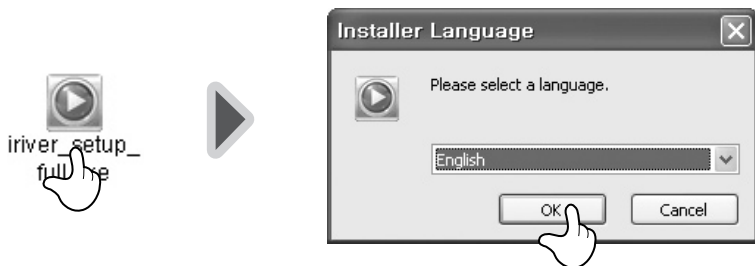 iriver_setup_
Installer Language
Please select a language.
English
OK
Cancel